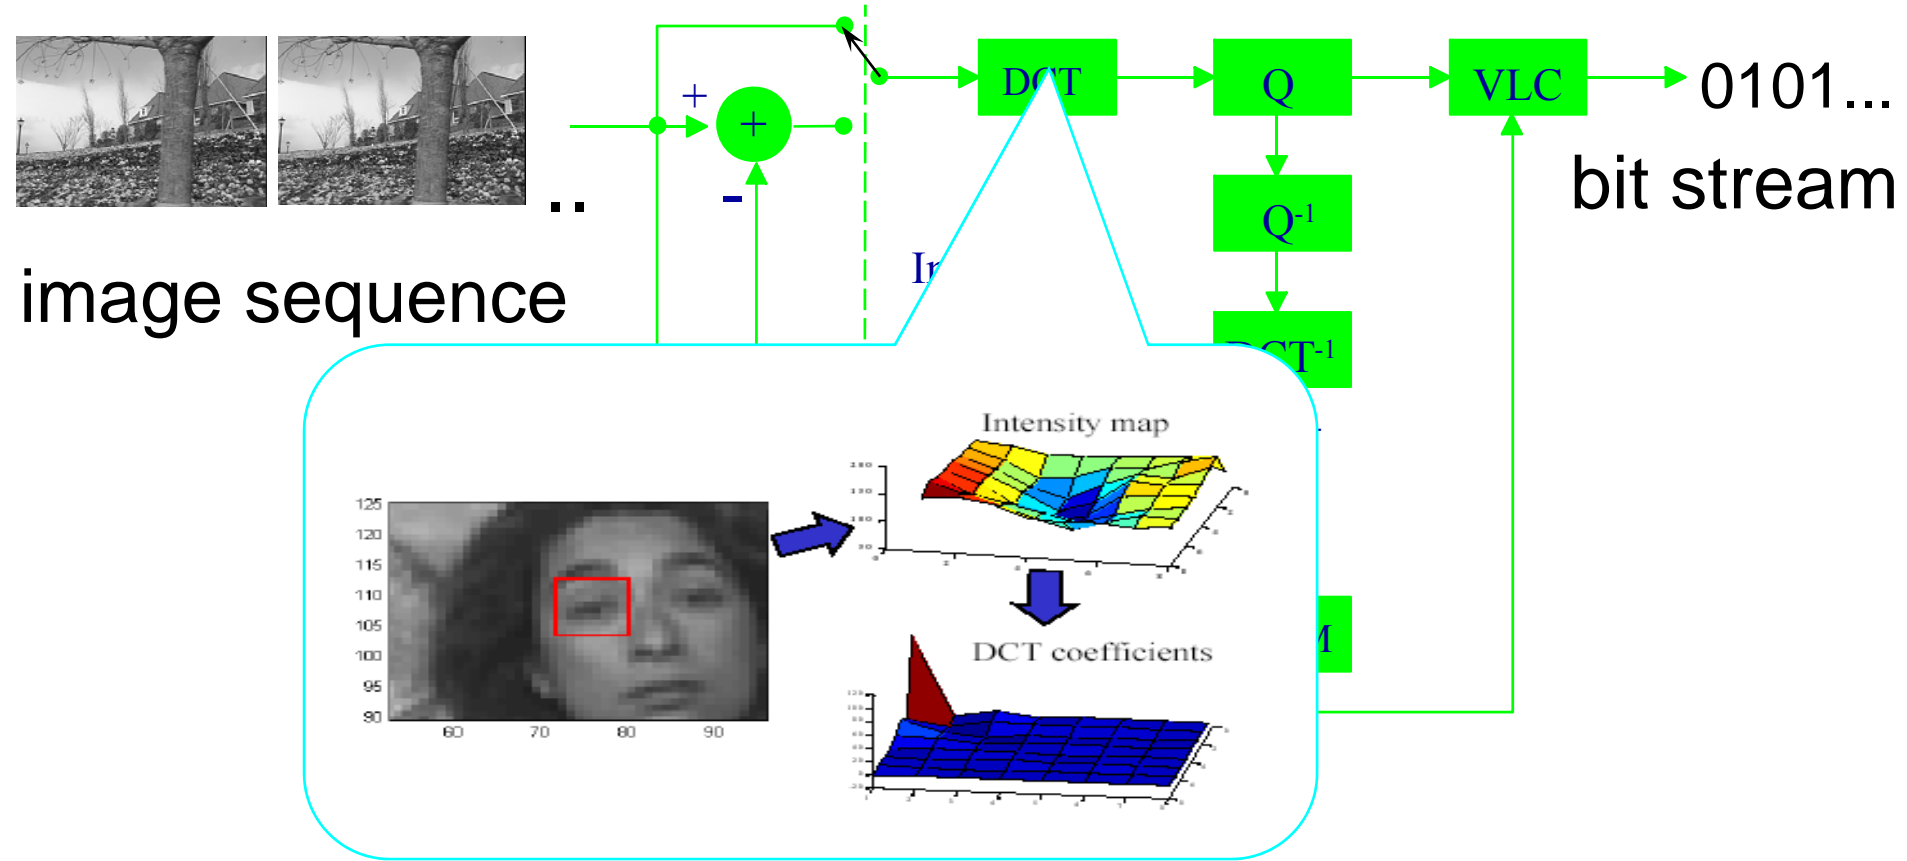 DCT
Q
VLC
0101...
+
+
-
bit stream
Q-1
..
image sequence
DCT-1
Intensity map
125
120
115
110
105
100
95
90
60 70 80 90
DCT coefficients